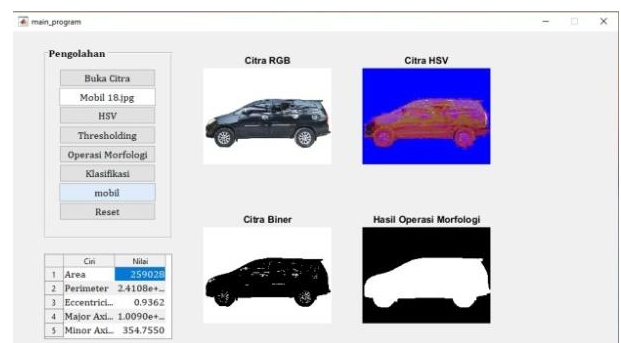 main_program
Pengolahan
Buka Citra
Mobil 18.jpg
HSV
Thresholding
Operasi Morfologi
Klasifikasi
mobil
Reset
Citra RGB
Citra HSV
Citra Biner
Hasil Operasi Morfologi
Ciri Nilai
1 Area 259028
2 Perimeter 2.4108e+...
3 Eccentrici... 0.9362
4 Major Axi... 1.0090e+...
5 Minor Axi... 354.7550